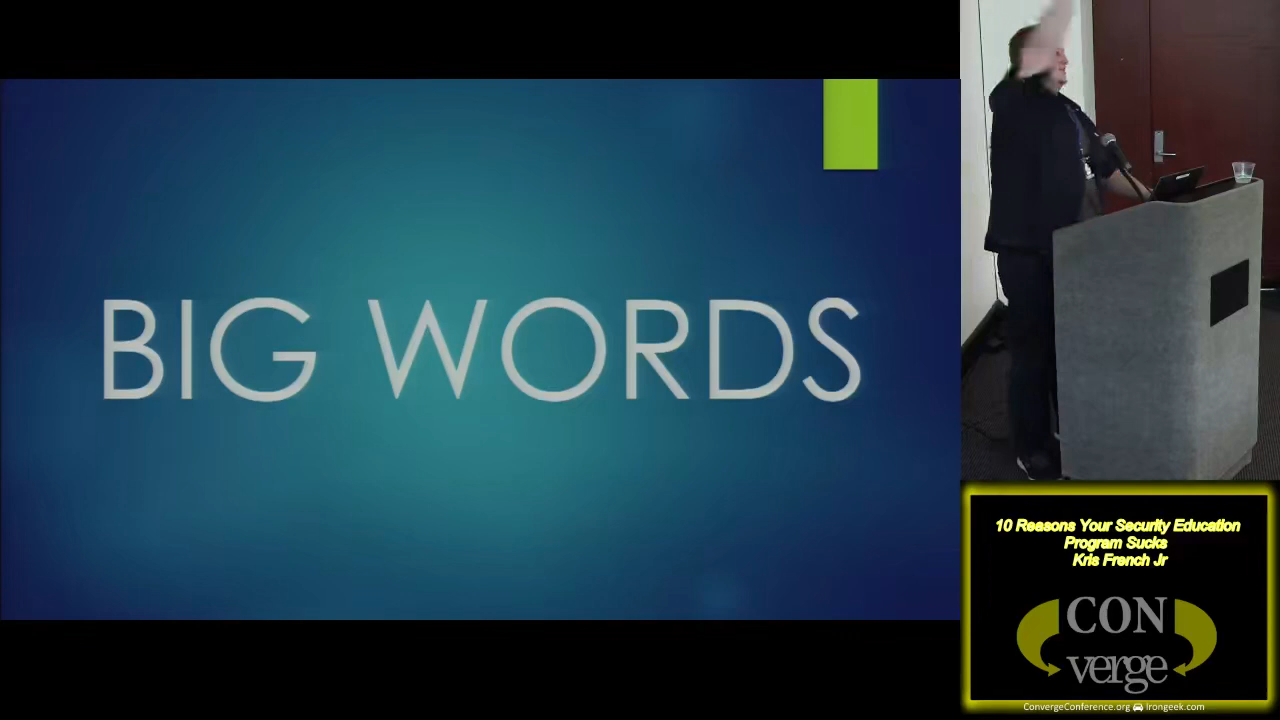 BIG WORDS
10 Reasons Your Security Education
Program Sucks
Kris French Jr
CON
verge
ConvergeConference.org Irongeek.com